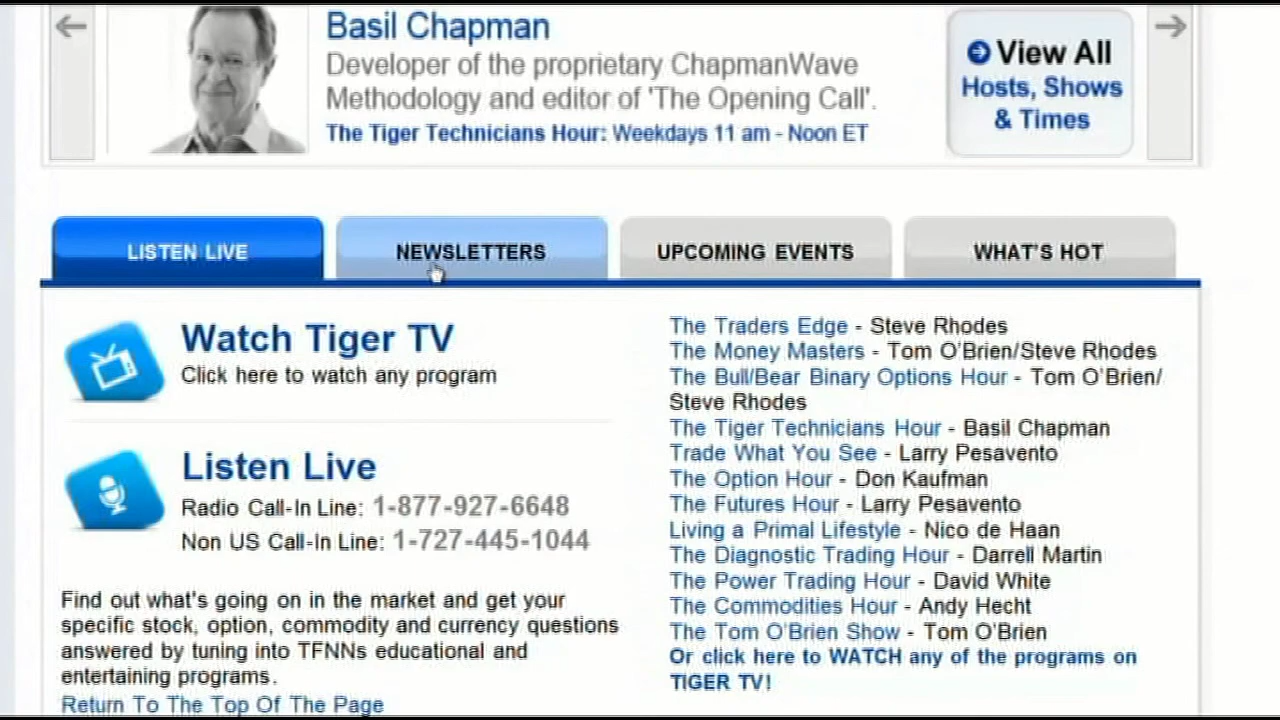 Basil Chapman
Developer of the proprietary ChapmanWave
Methodology and editor of 'The Opening Call'.
The Tiger Technicians Hour: Weekdays 11 am - Noon ET
View All
Hosts, Shows
& Times
LISTEN LIVE
NEWSLETTERS
UPCOMING EVENTS
WHAT'S HOT
Watch Tiger TV
Click here to watch any program
Listen Live
Radio Call-In Line: 1-877-927-6648
Non US Call-In Line: 1-727-445-1044
Find out what's going on in the market and get your
specific stock, option, commodity and currency questions
answered by tuning into TFNNs educational and
entertaining programs.
Return To The Top Of The Page
The Traders Edge - Steve Rhodes
The Money Masters - Tom O'Brien/Steve Rhodes
The Bull/Bear Binary Options Hour - Tom O'Brien/
Steve Rhodes
The Tiger Technicians Hour - Basil Chapman
Trade What You See - Larry Pesavento
The Option Hour - Don Kaufman
The Futures Hour - Larry Pesavento
Living a Primal Lifestyle - Nico de Haan
The Diagnostic Trading Hour - Darrell Martin
The Power Trading Hour - David White
The Commodities Hour - Andy Hecht
The Tom O'Brien Show - Tom O'Brien
Or click here to WATCH any of the programs on
TIGER TV!